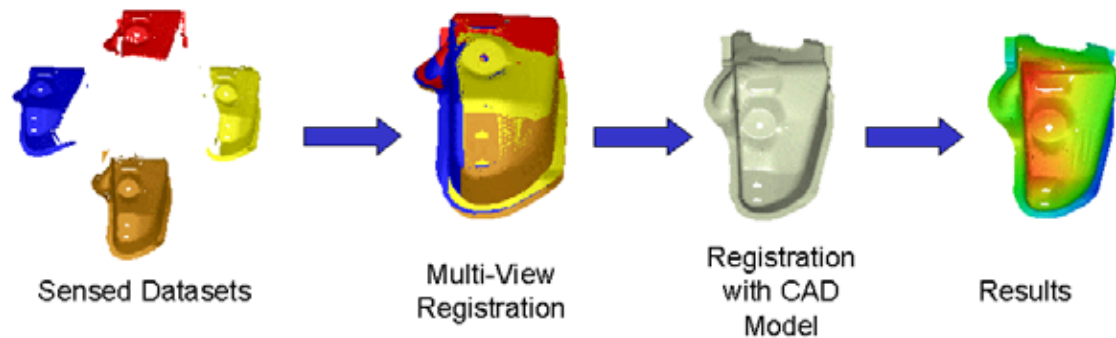 Sensed Datasets
Multi-View
Registration
Registration
with CAD
Model
Results